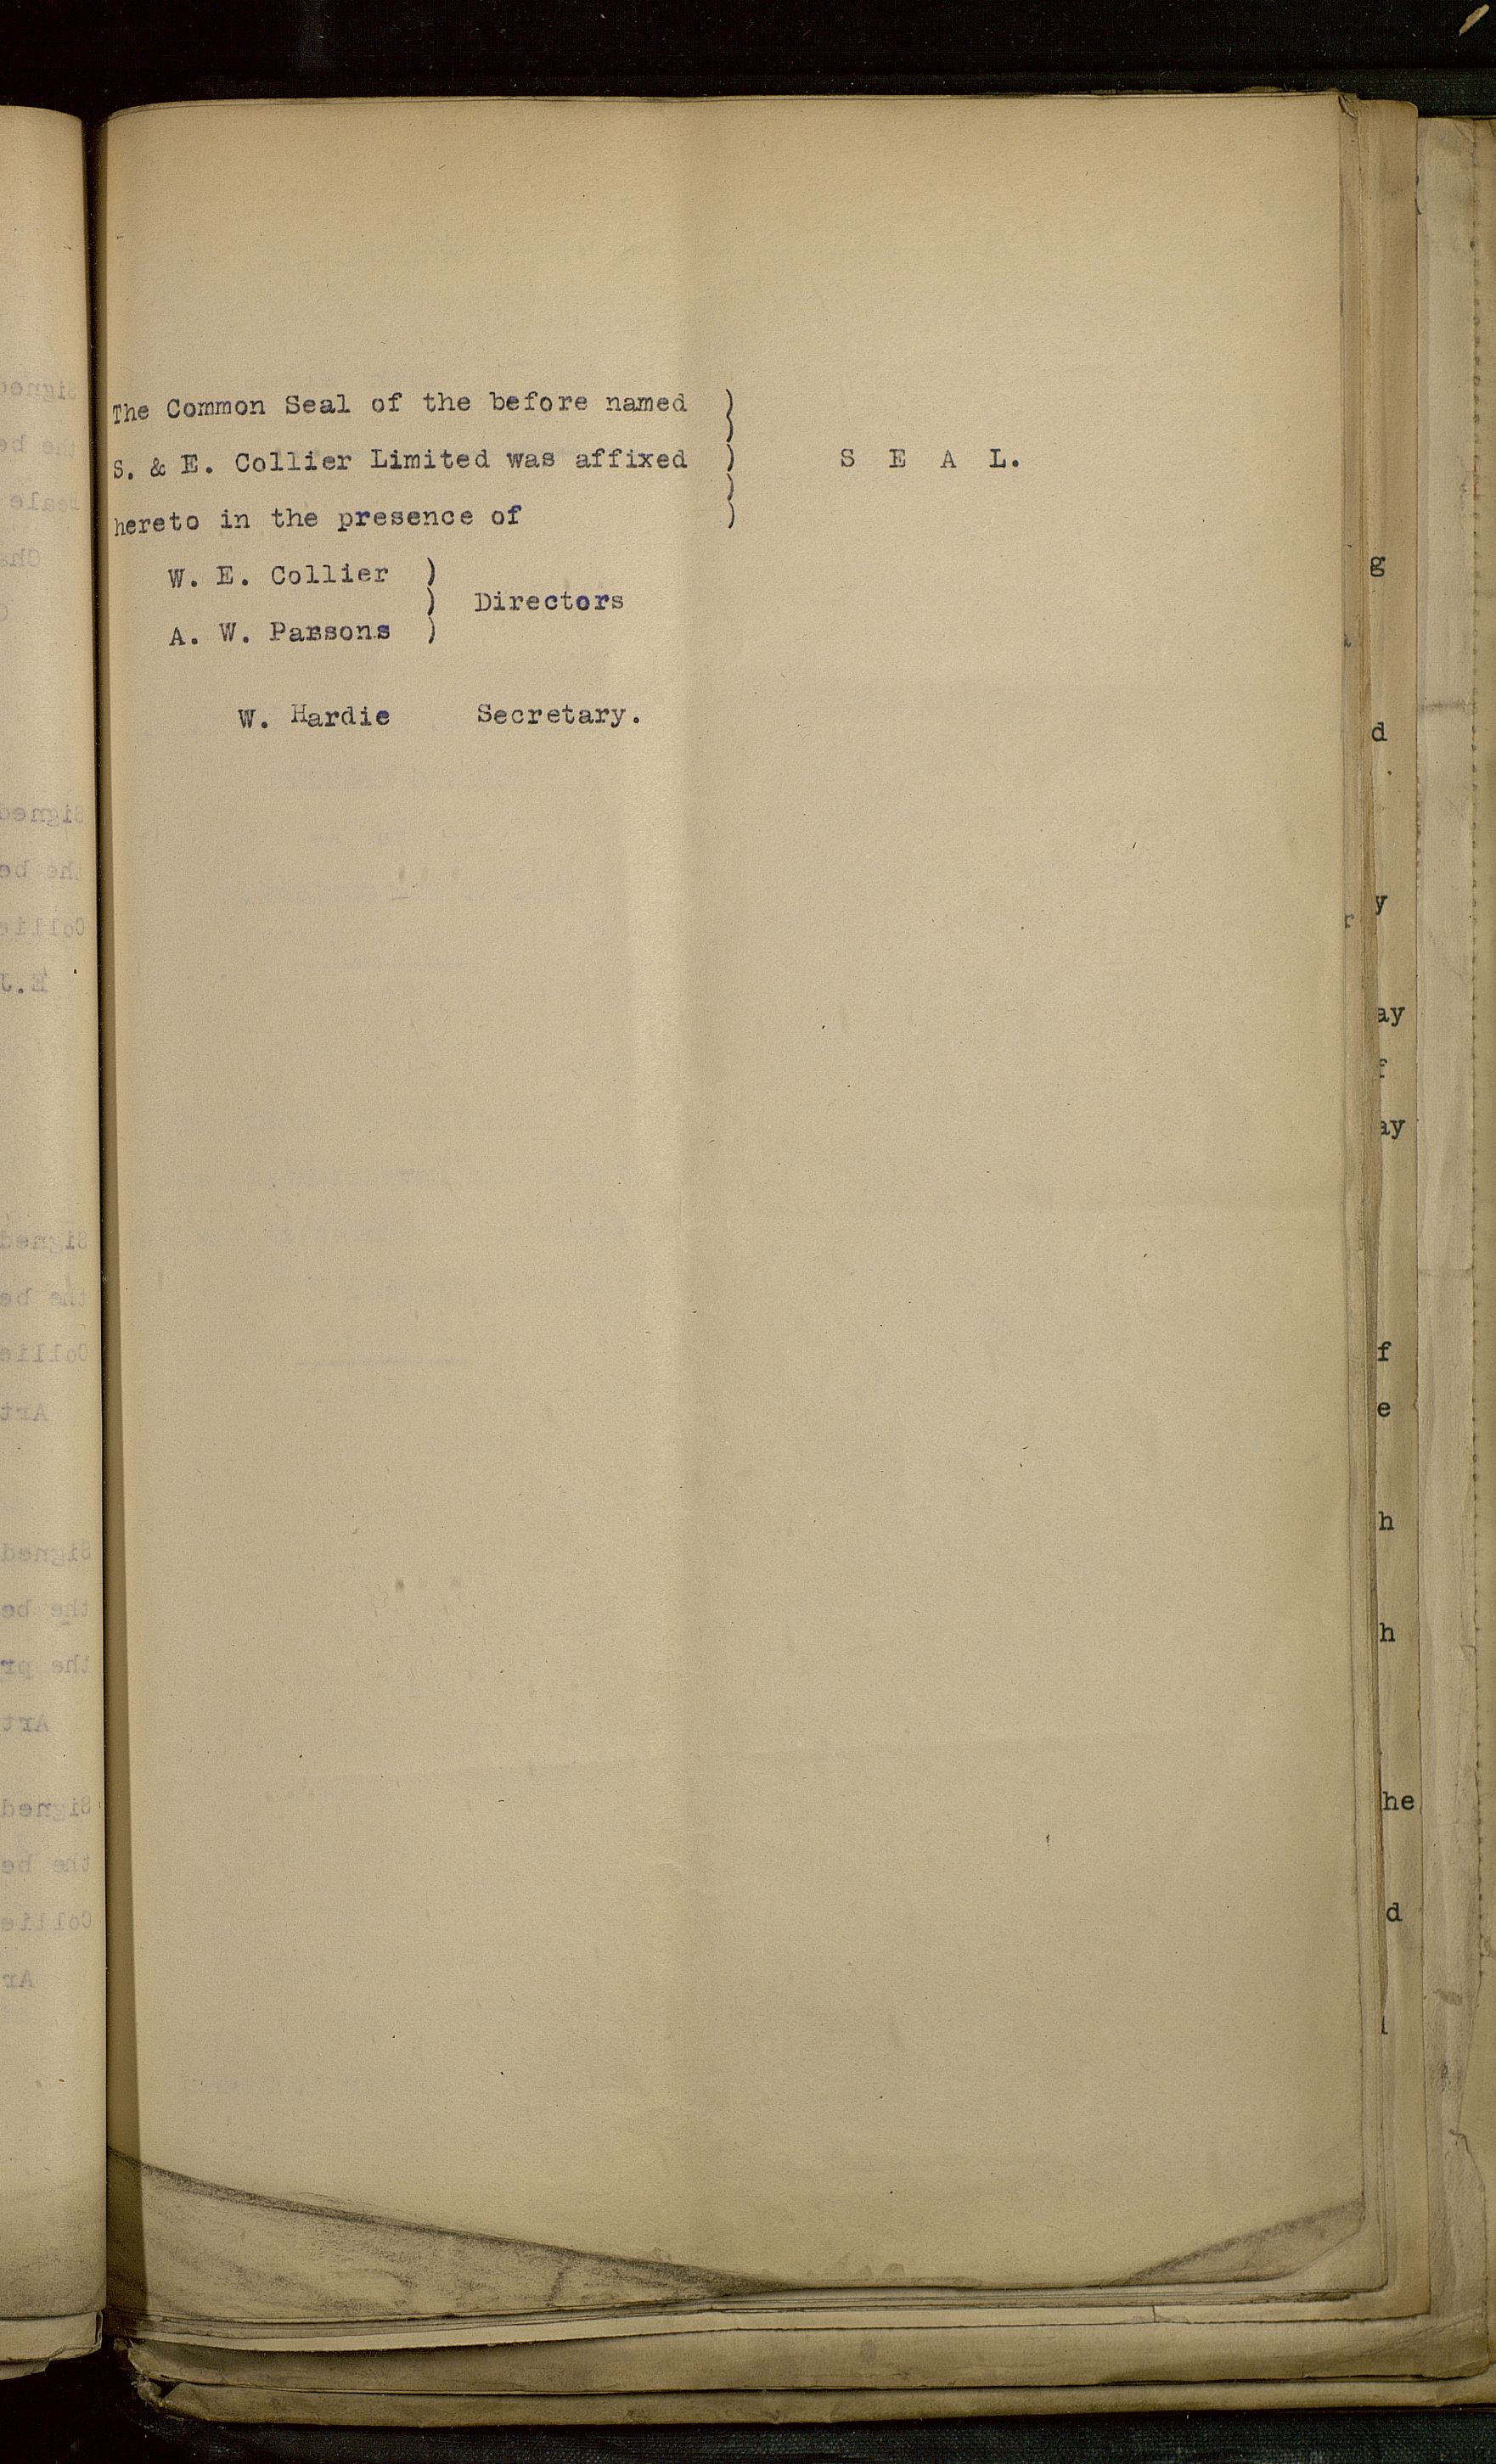 The Common Seal of the before named )
S. & E. Collier Limited was affixed ) S E A L.
hereto in the presence of )
W. E. Collier )
) Directors
A. W. Parsons )
W. Hardie Secretary.